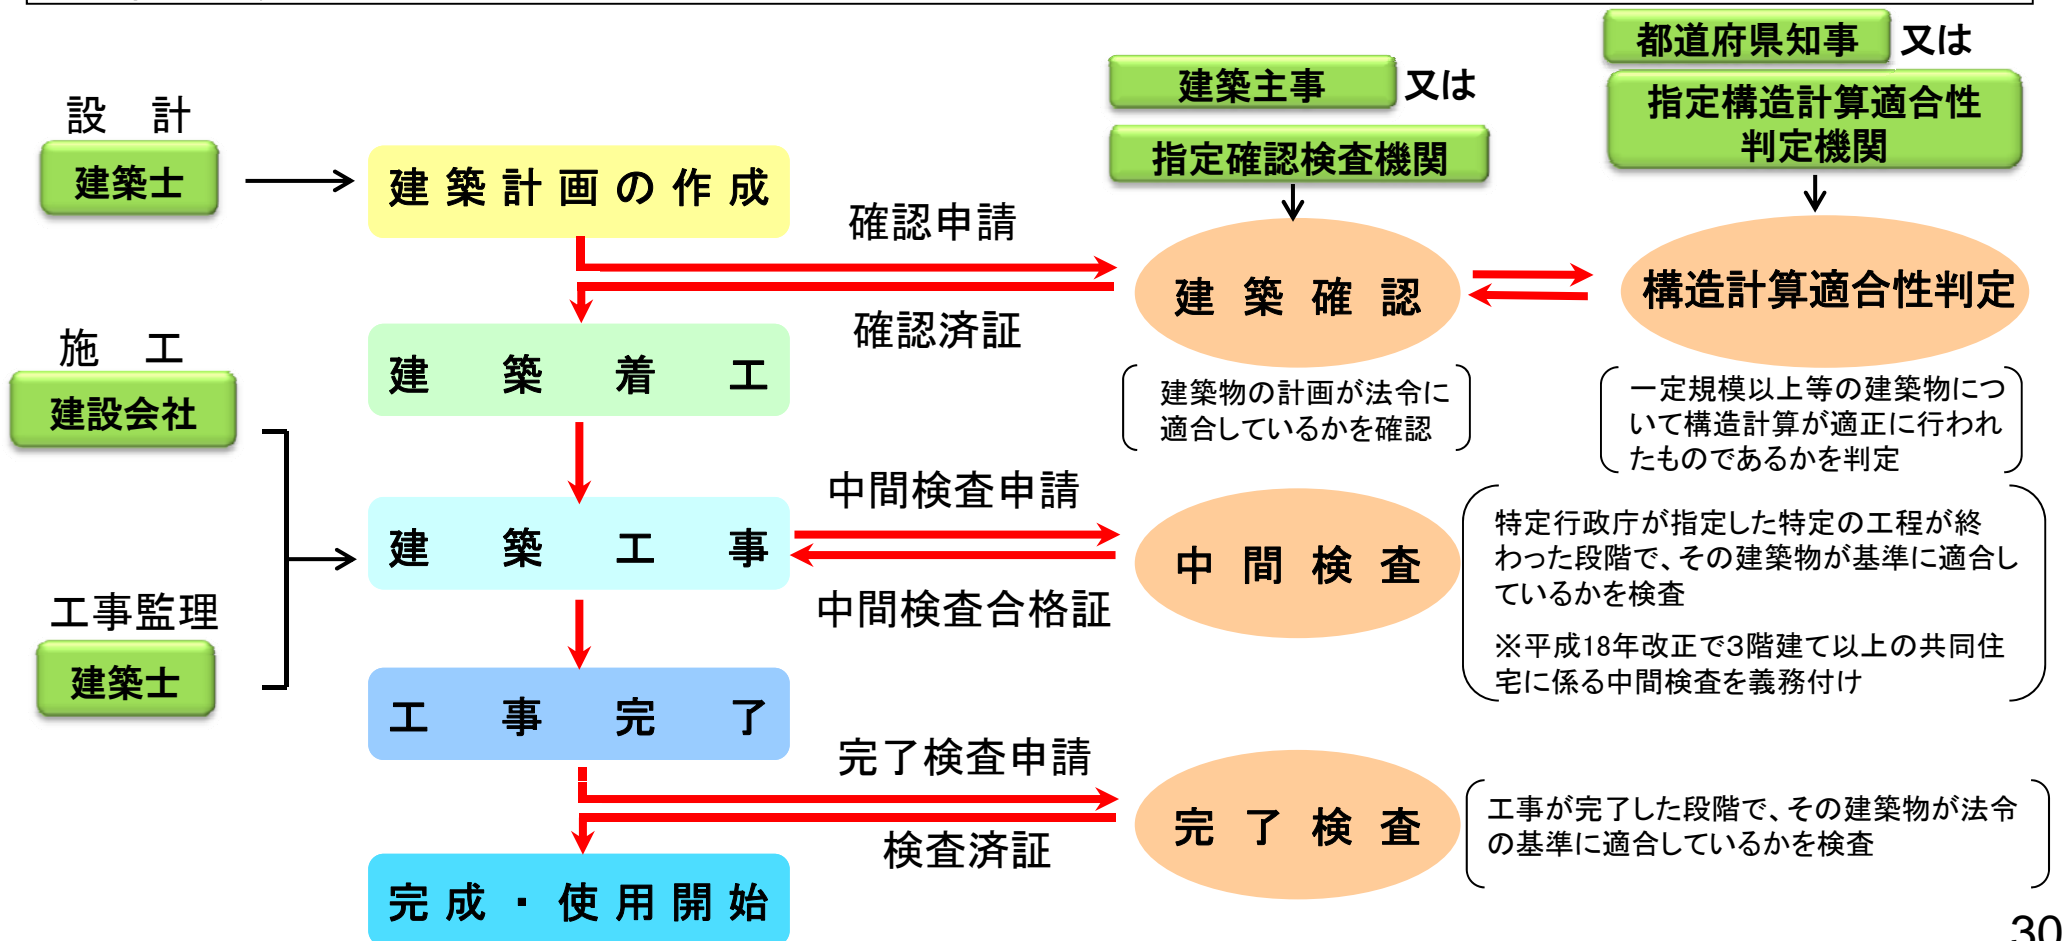 都道府県知事 又は
建築主事 又は
指定構造計算適合性
判定機関
設 計
指定確認検査機関
建築士
建築計画の作成
確認申請
建築確認
構造計算適合性判定
確認済証
施 工
建築着工
建設会社
建築物の計画が法令に
適合しているかを確認
一定規模以上等の建築物につ
いて構造計算が適正に行われ
たものであるかを判定
中間検査申請
建築工事
中間検査
特定行政庁が指定した特定の工程が終
わった段階で、その建築物が基準に適合し
ているかを検査
※平成18年改正で3階建て以上の共同住
宅に係る中間検査を義務付け
中間検査合格証
工事監理
建築士
工事完了
完了検査申請
完了検査
工事が完了した段階で、その建築物が法令
の基準に適合しているかを検査
検査済証
完成・使用開始
30